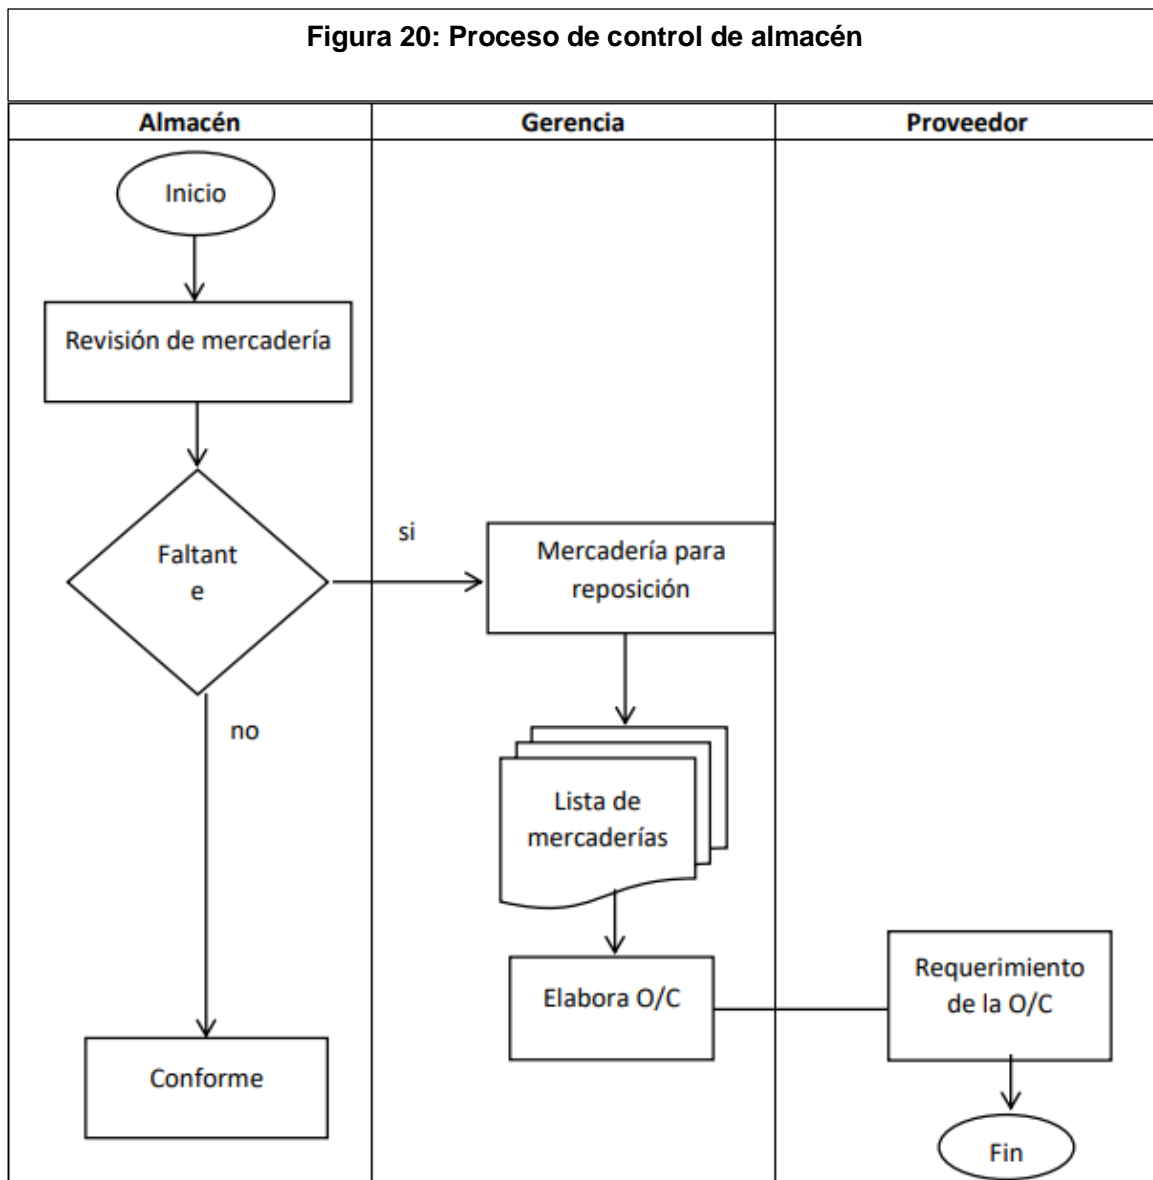 Figura 20: Proceso de control de almacén
Almacén
Gerencia
Proveedor
Inicio
Revisión de mercadería
Faltant
e
si
no
Mercadería para
reposición
Lista de
mercaderías
Elabora O/C
Requerimiento
de la O/C
Conforme
Fin